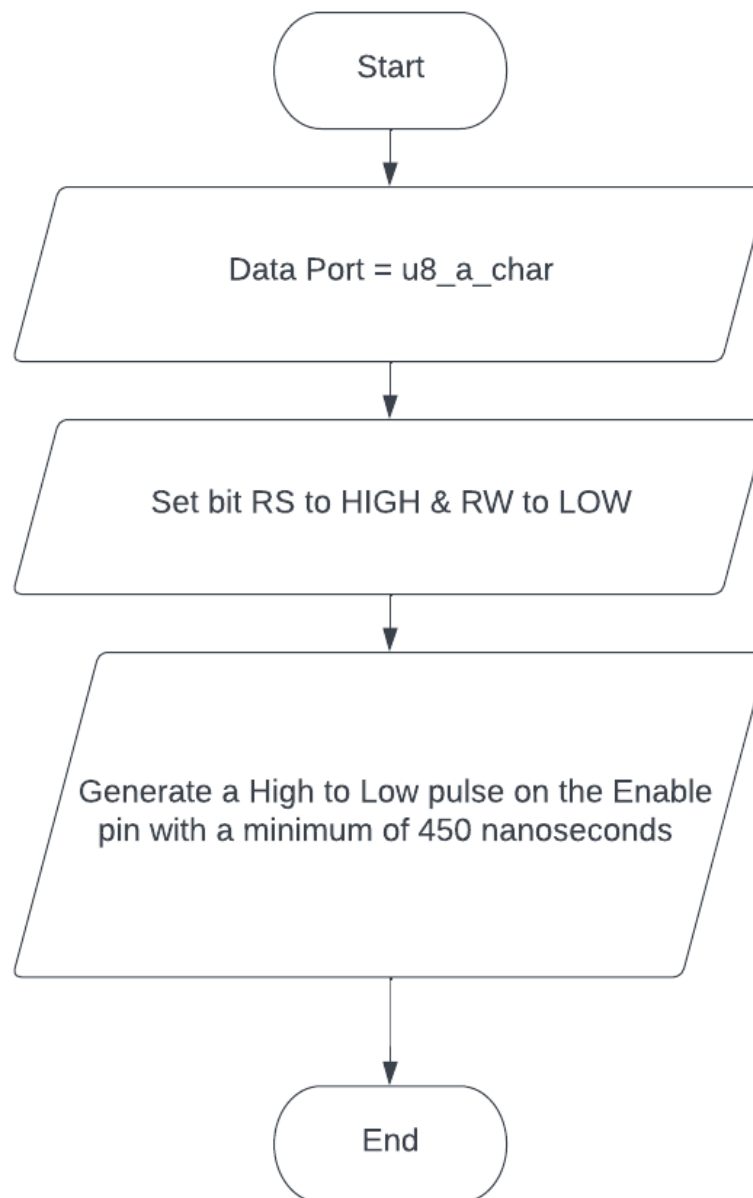 Start
Data Port = u8_a_char
Set bit RS to HIGH & RW to LOW
Generate a High to Low pulse on the Enable
pin with a minimum of 450 nanoseconds
End